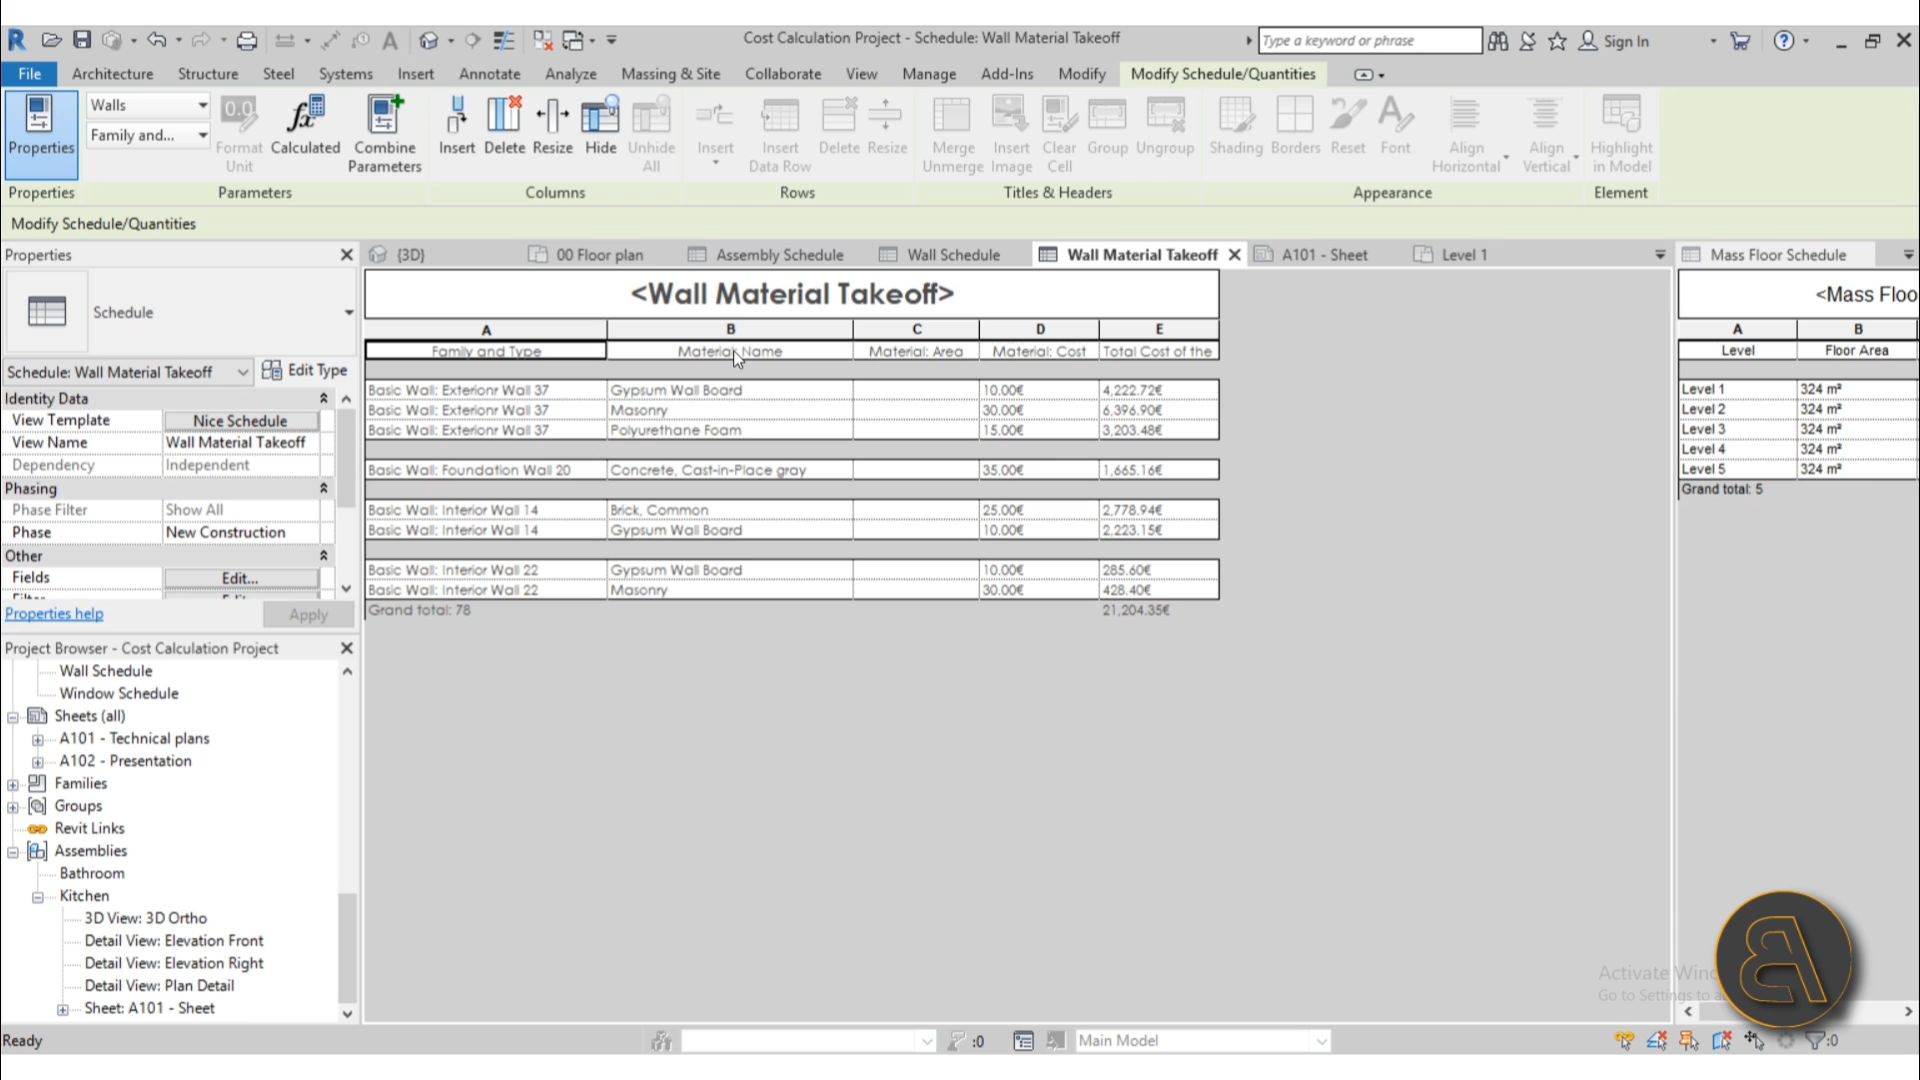 Cost Calculation Project - Schedule: Wall Material Takeoff
Type a keyword or phrase
Sign In
File Architecture Structure Steel Systems Insert Annotate Analyze Massing & Site Collaborate View Manage Add-Ins Modify Modify Schedule/Quantities
Properties
Walls
Family and...
Format Unit
Calculated
Combine Parameters
Insert Delete Resize Hide Unhide All
Insert
Insert Data Row
Delete Resize
Merge Unmerge
Insert Image
Clear Cell
Group Ungroup
Shading Borders Reset Font
Align Horizontal
Align Vertical
Highlight in Model
Properties Parameters Columns Rows Titles & Headers Appearance Element
Modify Schedule/Quantities
Properties
Schedule
Schedule: Wall Material Takeoff
Edit Type
Identity Data
View Template Nice Schedule
View Name Wall Material Takeoff
Dependency Independent
Phasing
Phase Filter Show All
Phase New Construction
Other
Fields Edit...
Properties help
Apply
Project Browser - Cost Calculation Project
Wall Schedule
Window Schedule
Sheets (all)
A101 - Technical plans
A102 - Presentation
Families
Groups
Revit Links
Assemblies
Bathroom
Kitchen
3D View: 3D Ortho
Detail View: Elevation Front
Detail View: Elevation Right
Detail View: Plan Detail
Sheet: A101 - Sheet
{3D} 00 Floor plan Assembly Schedule Wall Schedule Wall Material Takeoff A101 - Sheet Level 1
<Wall Material Takeoff>
A B C D E
Family and Type Material: Name Material: Area Material: Cost Total Cost of the
Basic Wall: Exterionr Wall 37 Gypsum Wall Board 10.00€ 4,222.72€
Basic Wall: Exterionr Wall 37 Masonry 30.00€ 6,396.90€
Basic Wall: Exterionr Wall 37 Polyurethane Foam 15.00€ 3,203.48€
Basic Wall: Foundation Wall 20 Concrete, Cast-in-Place gray 35.00€ 1,665.16€
Basic Wall: Interior Wall 14 Brick, Common 25.00€ 2,778.94€
Basic Wall: Interior Wall 14 Gypsum Wall Board 10.00€ 2,223.15€
Basic Wall: Interior Wall 22 Gypsum Wall Board 10.00€ 285.60€
Basic Wall: Interior Wall 22 Masonry 30.00€ 428.40€
Grand total: 78 21,204.35€
Mass Floor Schedule
<Mass Floo
A B
Level Floor Area
Level 1 324 m²
Level 2 324 m²
Level 3 324 m²
Level 4 324 m²
Level 5 324 m²
Grand total: 5
Activate Win
Go to Settings to a
Ready
:0
Main Model
:0